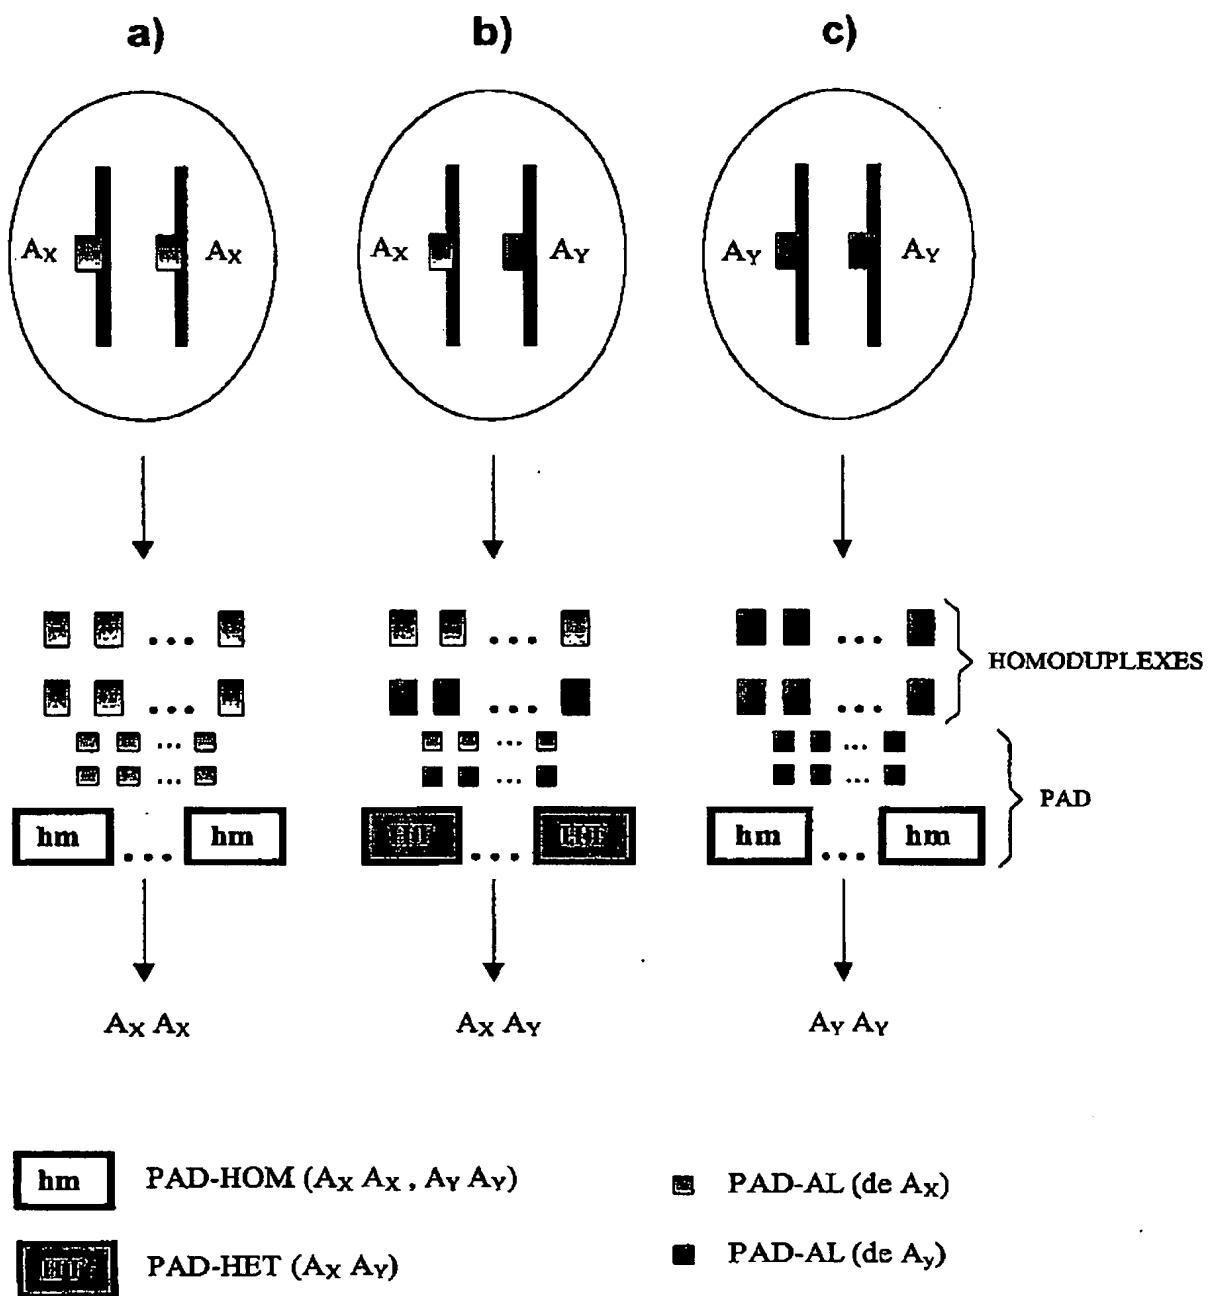 a) b) c)
Ax Ax Ax AY AY AY
... ... ...
... ... ...
HOMODUPLEXES
... ... ...
... ... ...
PAD
hm ... hm ... hm ... hm
Ax Ax Ax AY AY AY
hm PAD-HOM (Ax Ax , AY AY)
PAD-AL (de Ax)
PAD-HET (Ax AY)
PAD-AL (de Ay)